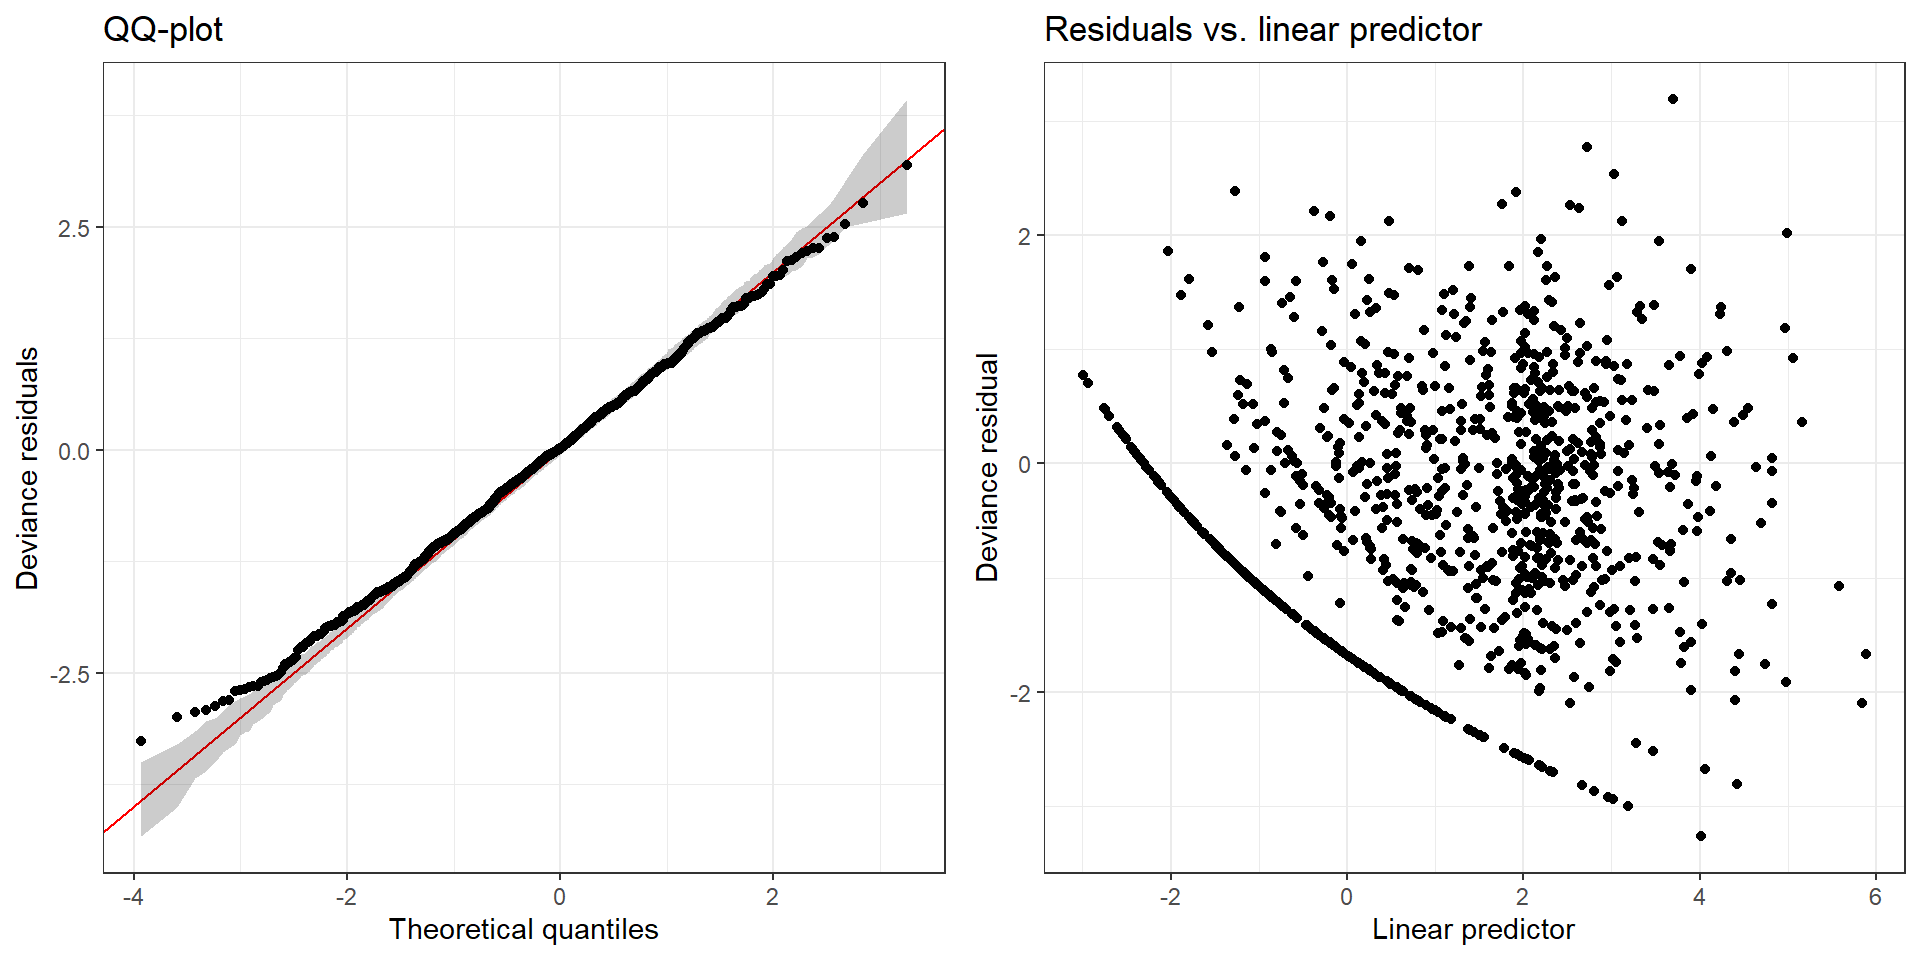 QQ-plot
Deviance residuals
2.5
0.0
-2.5
-4
-2
0
2
Theoretical quantiles
Residuals vs. linear predictor
Deviance residual
2
0
-2
-2
0
2
4
6
Linear predictor